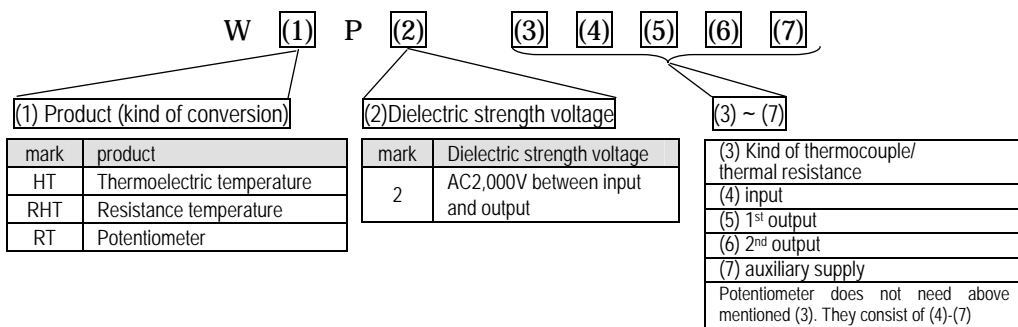 W (1) P (2) (3) (4) (5) (6) (7)
(1) Product (kind of conversion)
mark product
HT Thermoelectric temperature
RHT Resistance temperature
RT Potentiometer
(2)Dielectric strength voltage
mark Dielectric strength voltage
2 AC2,000V between input
and output
(3) ~ (7)
(3) Kind of thermocouple/
thermal resistance
(4) input
(5) 1st output
(6) 2nd output
(7) auxiliary supply
Potentiometer does not need above
mentioned (3). They consist of (4)-(7)